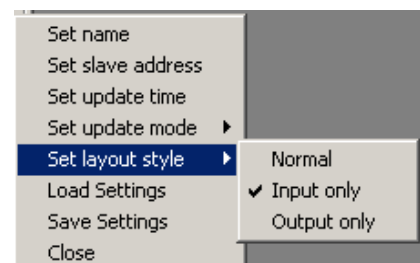 Set name
Set slave address
Set update time
Set update mode
Set layout style
Normal
Load Settings
Input only
Save Settings
Output only
Close